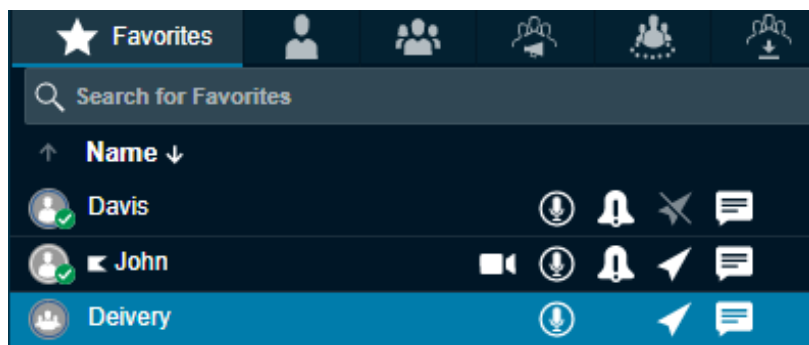 Favorites
Search for Favorites
Name
Davis
John
Deivery